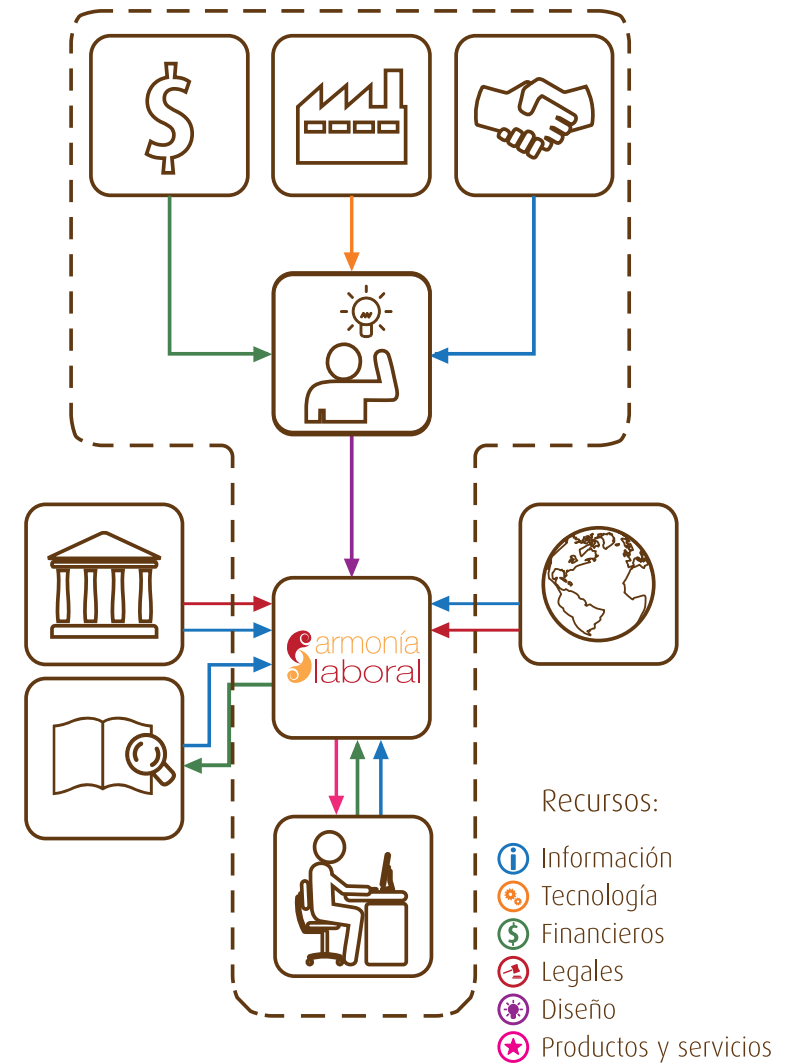 armonía
laboral
Recursos:
Información
Tecnología
Financieros
Legales
Diseño
Productos y servicios